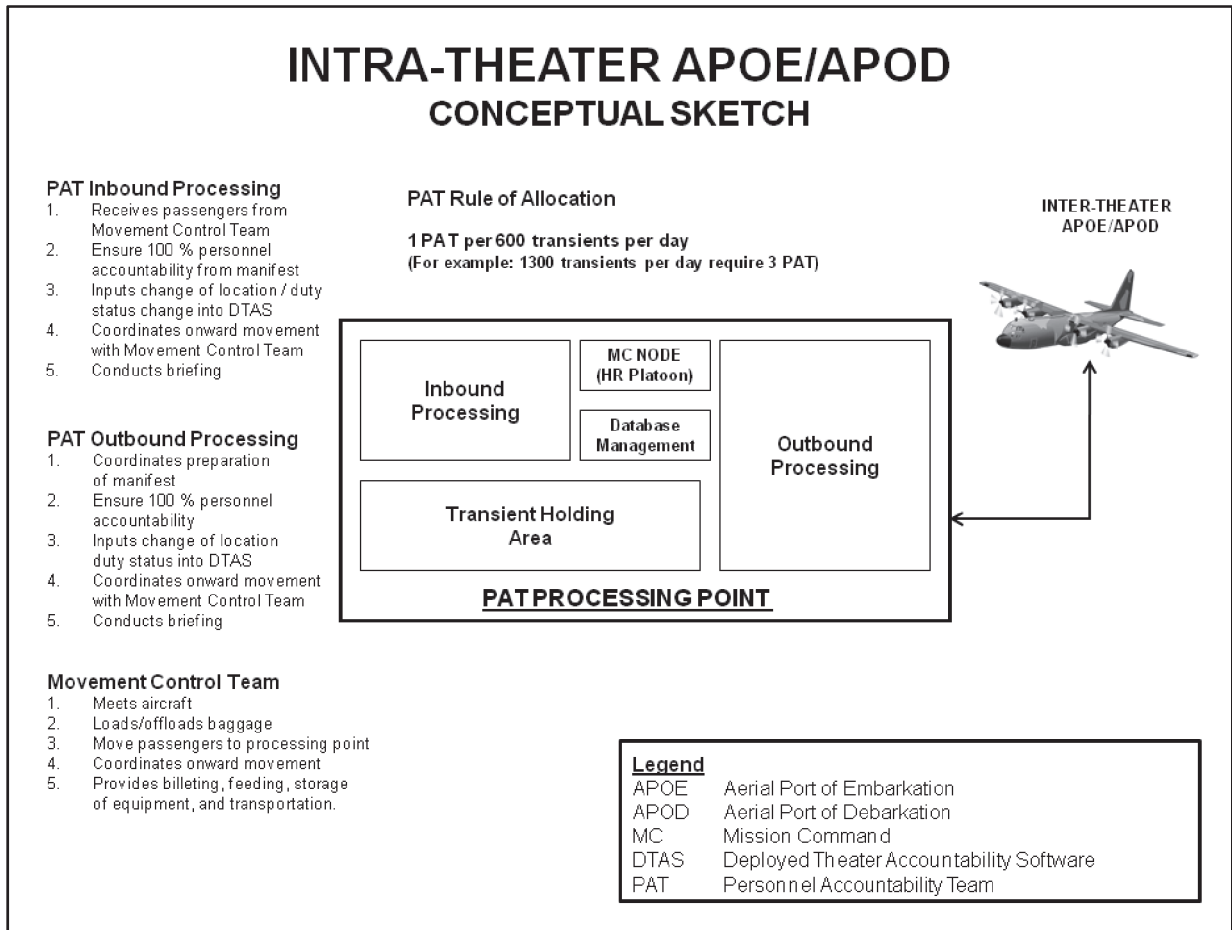 INTRA-THEATER APOE/APOD
CONCEPTUAL SKETCH
PAT Inbound Processing
1. Receives passengers from
Movement Control Team
2. Ensure 100 % personnel
accountability from manifest
3. Inputs change of location / duty
status change into DTAS
4. Coordinates onward movement
with Movement Control Team
5. Conducts briefing
PAT Outbound Processing
1. Coordinates preparation
of manifest
2. Ensure 100 % personnel
accountability
3. Inputs change of location
duty status into DTAS
4. Coordinates onward movement
with Movement Control Team
5. Conducts briefing
Movement Control Team
1. Meets aircraft
2. Loads/offloads baggage
3. Move passengers to processing point
4. Coordinates onward movement
5. Provides billeting, feeding, storage
of equipment, and transportation.
PAT Rule of Allocation
1 PAT per 600 transients per day
(For example: 1300 transients per day require 3 PAT)
INTER-THEATER
APOE/APOD
Inbound
Processing
MC NODE
(HR Platoon)
Database
Management
Outbound
Processing
Transient Holding
Area
PAT PROCESSING POINT
Legend
APOE Aerial Port of Embarkation
APOD Aerial Port of Debarkation
MC Mission Command
DTAS Deployed Theater Accountability Software
PAT Personnel Accountability Team